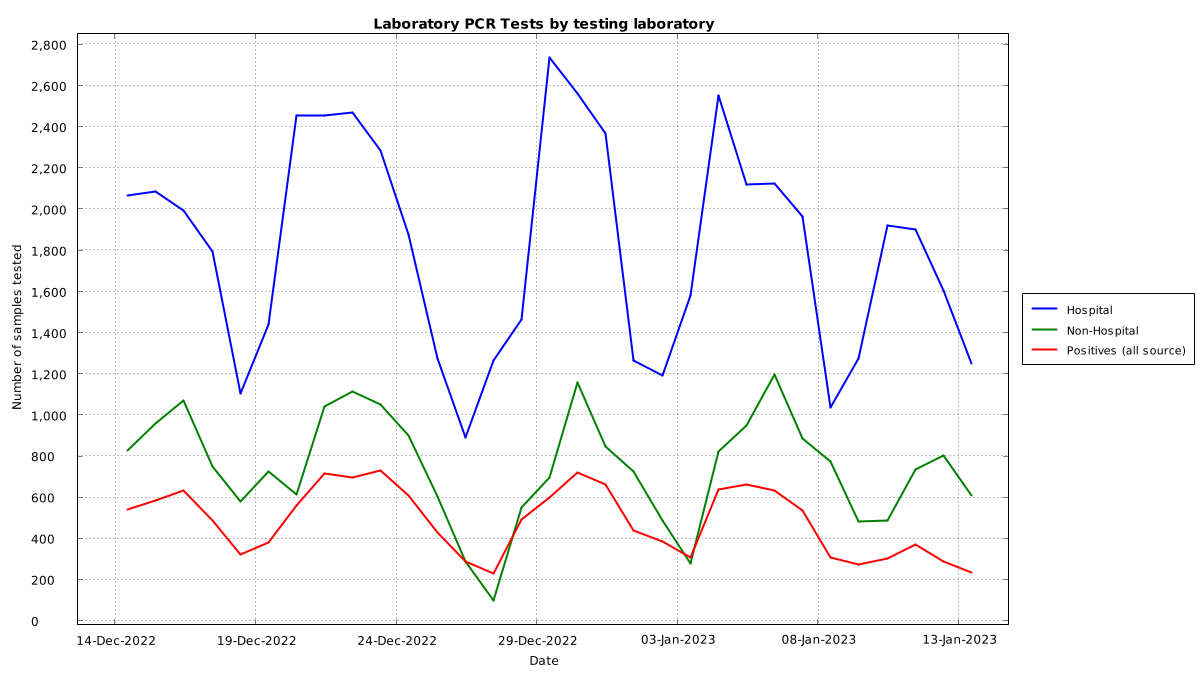 Laboratory PCR Tests by testing laboratory
2,800
2,600
2,400
2,200
2,000
1,800
1,600
1,400
1,200
1,000
800
600
400
200
0
Number of samples tested
14-Dec-2022 19-Dec-2022 24-Dec-2022 29-Dec-2022 03-Jan-2023 08-Jan-2023 13-Jan-2023
Date
Hospital
Non-Hospital
Positives (all source)